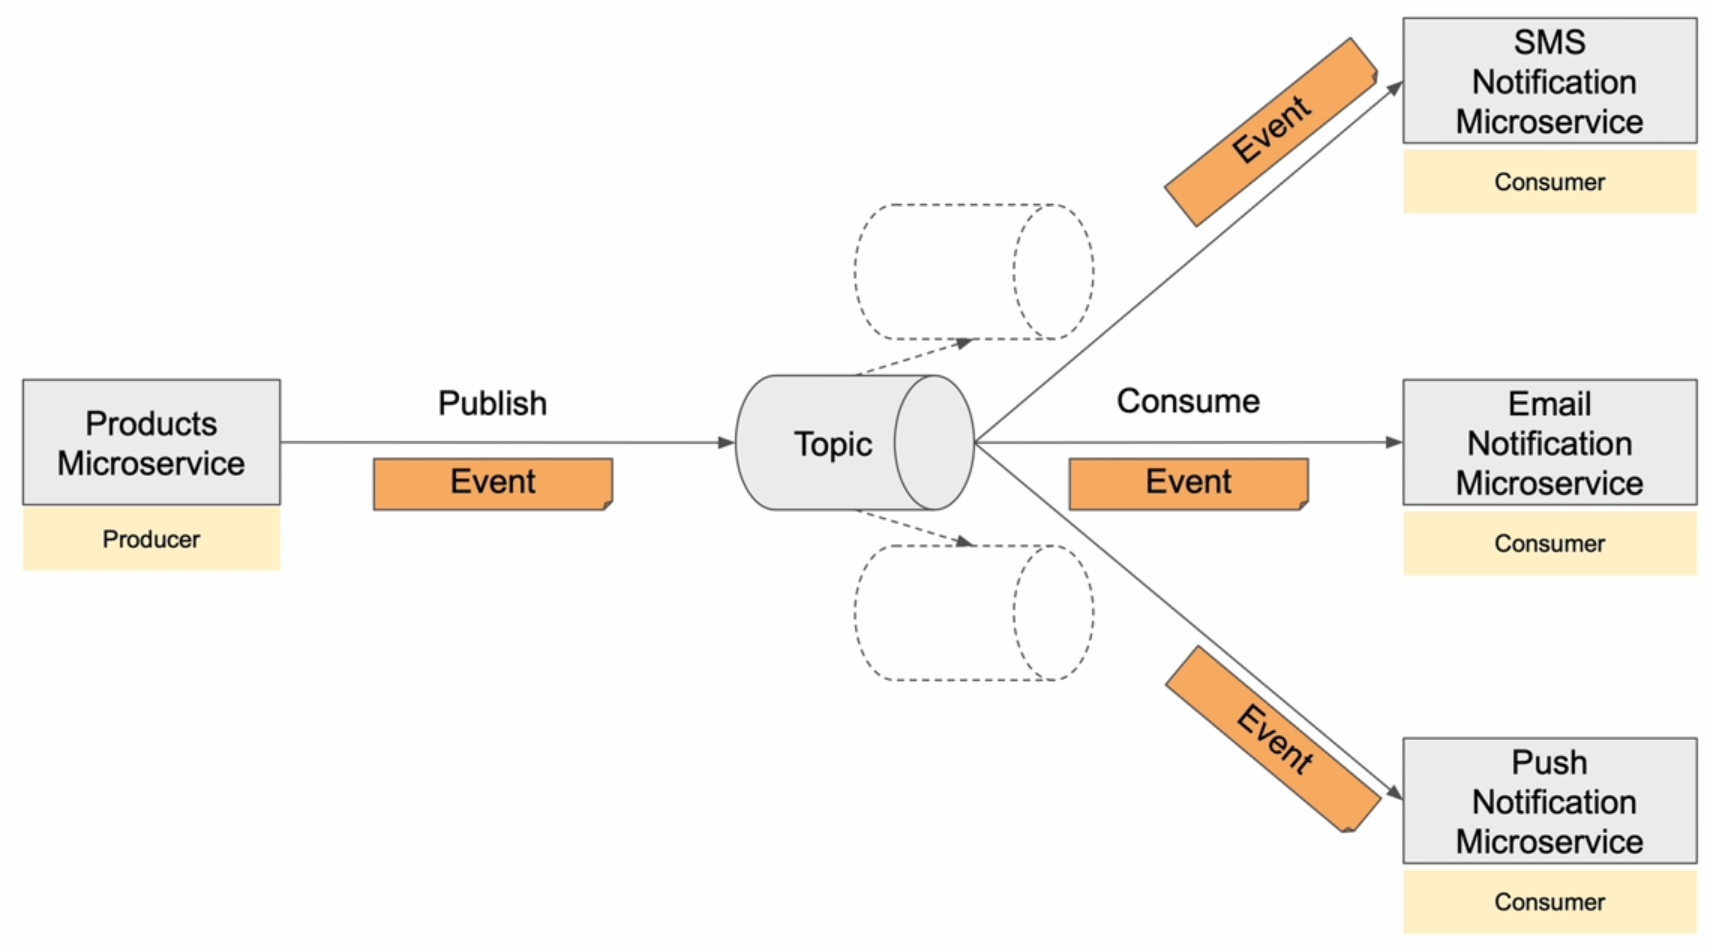 Products
Microservice
Producer
Publish
Event
Topic
Consume
Event
Event
Event
SMS
Notification
Microservice
Consumer
Email
Notification
Microservice
Consumer
Push
Notification
Microservice
Consumer